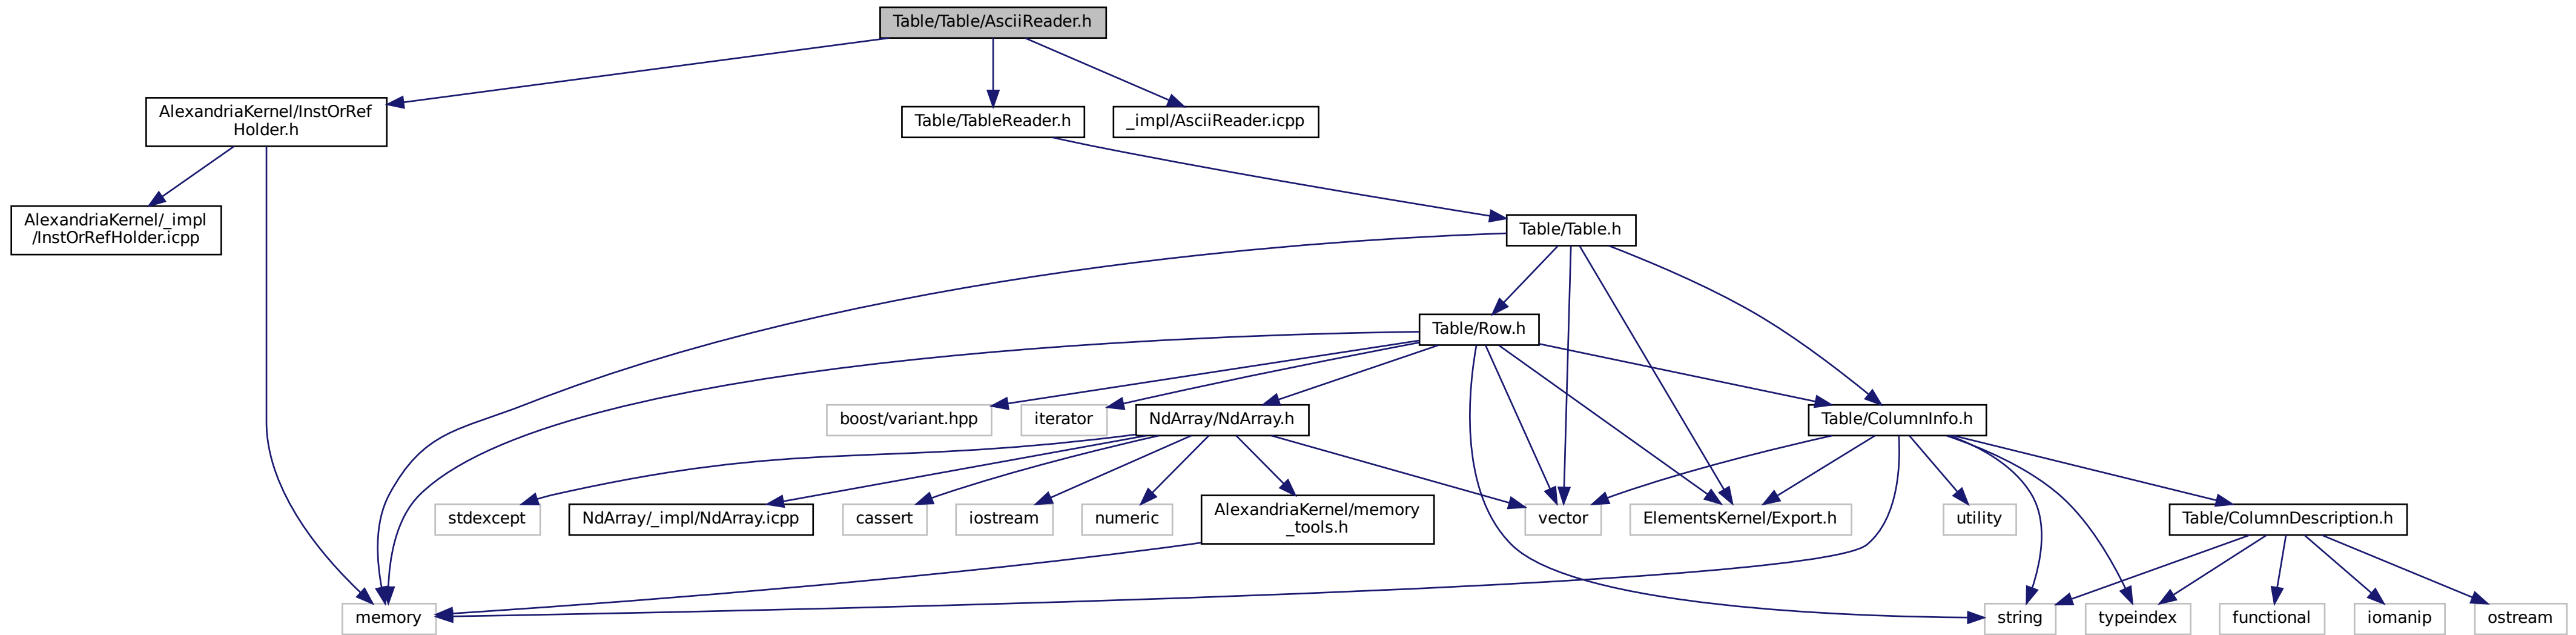 Table/Table/AsciiReader.h
AlexandriaKernel/InstOrRef
Holder.h
Table/TableReader.h
_impl/AsciiReader.icpp
AlexandriaKernel/_impl
/InstOrRefHolder.icpp
Table/Table.h
Table/Row.h
boost/variant.hpp
iterator
NdArray/NdArray.h
Table/ColumnInfo.h
stdexcept
NdArray/_impl/NdArray.icpp
cassert
iostream
numeric
AlexandriaKernel/memory
_tools.h
vector
ElementsKernel/Export.h
utility
Table/ColumnDescription.h
memory
string
typeindex
functional
iomanip
ostream